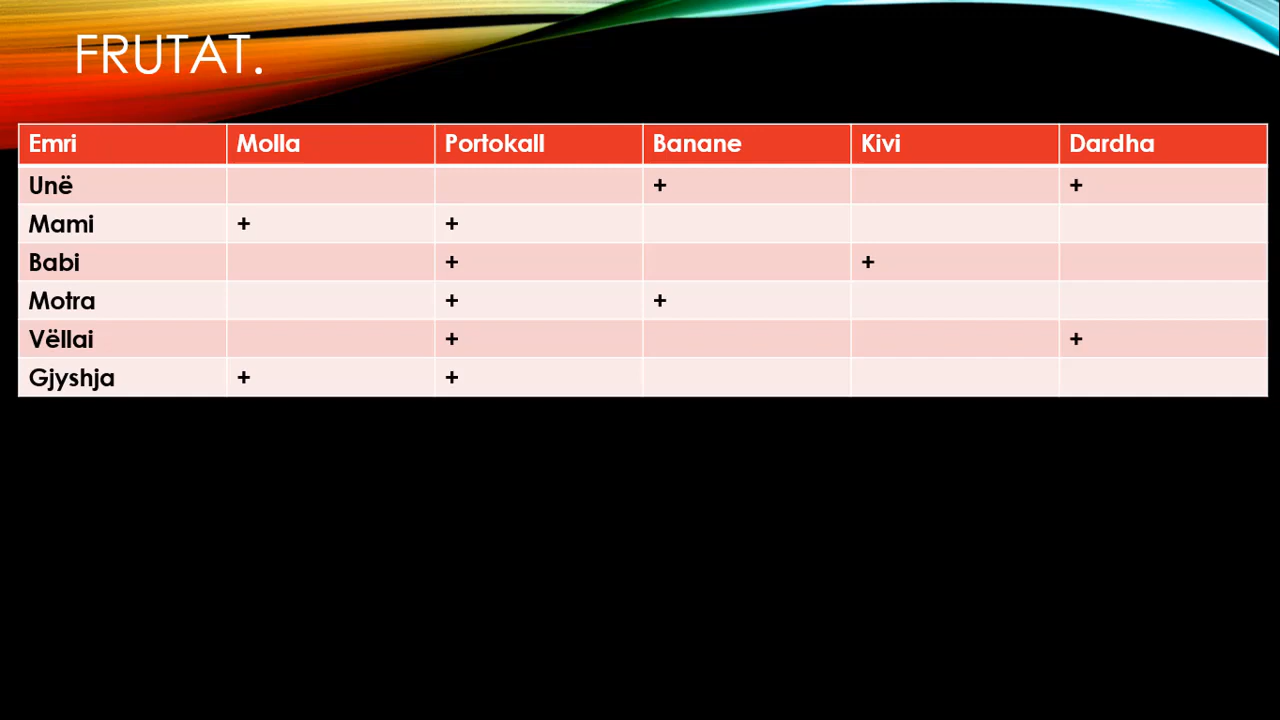 FRUTAT.
Emri Molla Portokall Banane Kivi Dardha
Unë + +
Mami + +
Babi + +
Motra + +
Vëllai + +
Gjyshja + +